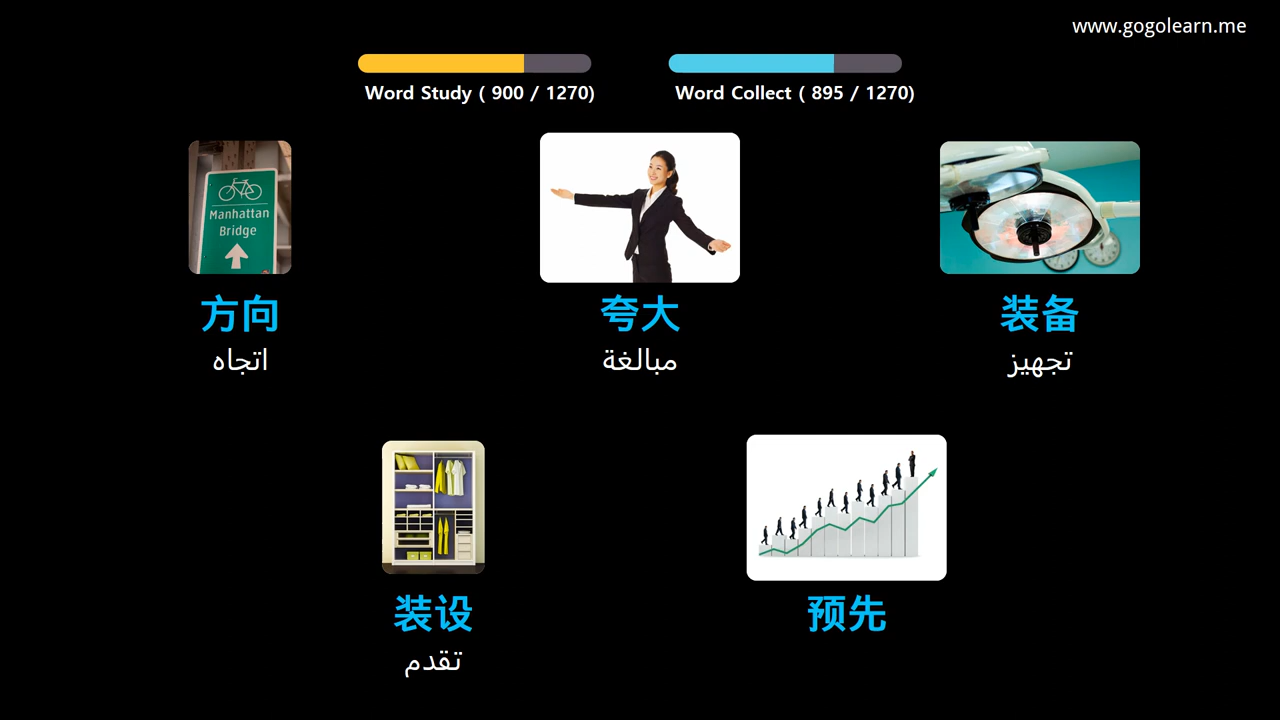 www.gogolearn.me
Word Study ( 900 / 1270)
Word Collect ( 895 / 1270)
Manhattan
Bridge
方向
夸大
装备
اتجاه
مبالغة
تجهيز
装设
预先
تقدم